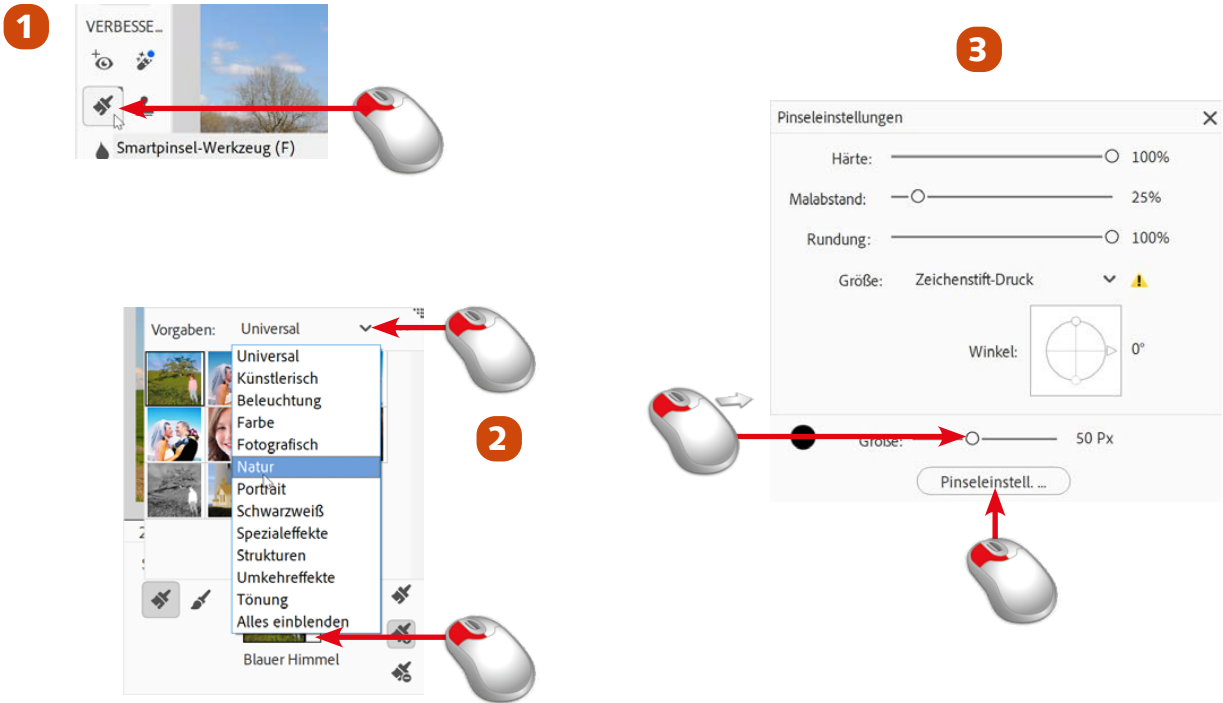 1
VERBESSE...
Smartpinsel-Werkzeug (F)
2
Vorgaben: Universal
Universal
Künstlerisch
Beleuchtung
Farbe
Fotografisch
Natur
Portrait
Schwarzweiß
Spezialeffekte
Strukturen
Umkehreffekte
Tönung
Alles einblenden
Blauer Himmel
3
Pinseleinstellungen
Härte: 100%
Malabstand: 25%
Rundung: 100%
Größe: Zeichenstift-Druck
Winkel: 0°
Größe: 50 Px
Pinseleinstell. ...